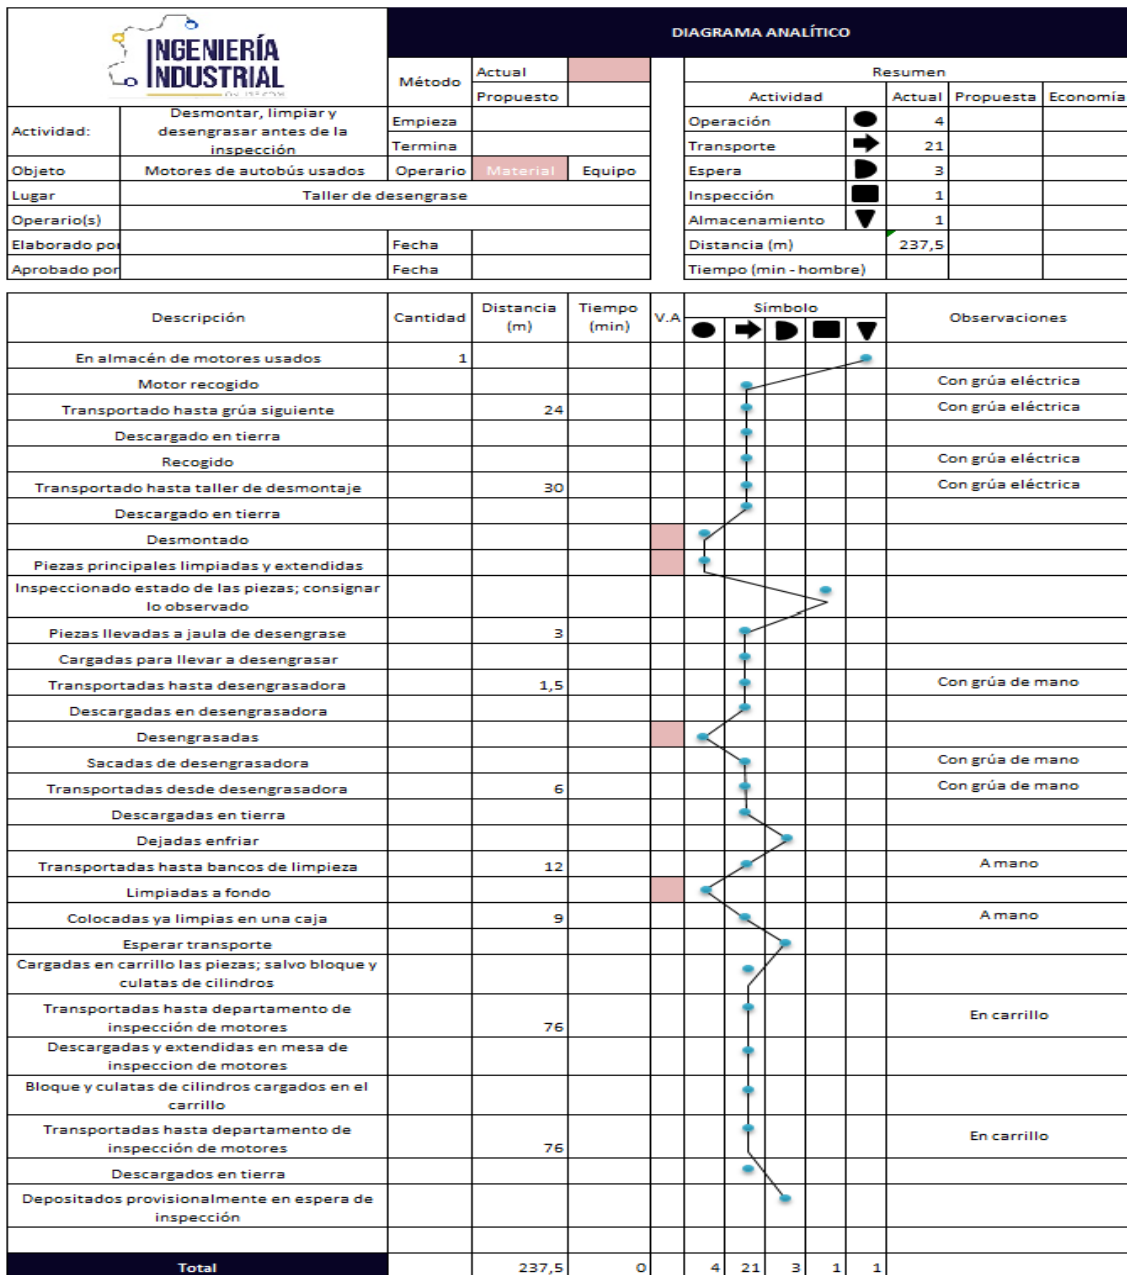 INGENIERÍA
INDUSTRIAL
DIAGRAMA ANALÍTICO
Método
Actual
Propuesto
Resumen
Actividad Actual Propuesta Economía
Actividad:
Desmontar, limpiar y
desengrasar antes de la
inspección
Empieza
Termina
Operación 4
Transporte 21
Objeto Motores de autobús usados Operario Material Equipo
Espera 3
Lugar Taller de desengrase
Inspección 1
Operario(s)
Almacenamiento 1
Elaborado por Fecha
Distancia (m) 237,5
Aprobado por Fecha
Tiempo (min - hombre)
Descripción Cantidad Distancia (m) Tiempo (min) V.A Símbolo Observaciones
En almacén de motores usados 1
Motor recogido Con grúa eléctrica
Transportado hasta grúa siguiente 24 Con grúa eléctrica
Descargado en tierra
Recogido Con grúa eléctrica
Transportado hasta taller de desmontaje 30 Con grúa eléctrica
Descargado en tierra
Desmontado
Piezas principales limpiadas y extendidas
Inspeccionado estado de las piezas; consignar
lo observado
Piezas llevadas a jaula de desengrase 3
Cargadas para llevar a desengrasar
Transportadas hasta desengrasadora 1,5 Con grúa de mano
Descargadas en desengrasadora
Desengrasadas
Sacadas de desengrasadora Con grúa de mano
Transportadas desde desengrasadora 6 Con grúa de mano
Descargadas en tierra
Dejadas enfriar
Transportadas hasta bancos de limpieza 12 A mano
Limpiadas a fondo
Colocadas ya limpias en una caja 9 A mano
Esperar transporte
Cargadas en carrillo las piezas; salvo bloque y
culatas de cilindros
Transportadas hasta departamento de
inspección de motores 76 En carrillo
Descargadas y extendidas en mesa de
inspeccion de motores
Bloque y culatas de cilindros cargados en el
carrillo
Transportadas hasta departamento de
inspección de motores 76 En carrillo
Descargados en tierra
Depositados provisionalmente en espera de
inspección
Total 237,5 0 4 21 3 1 1